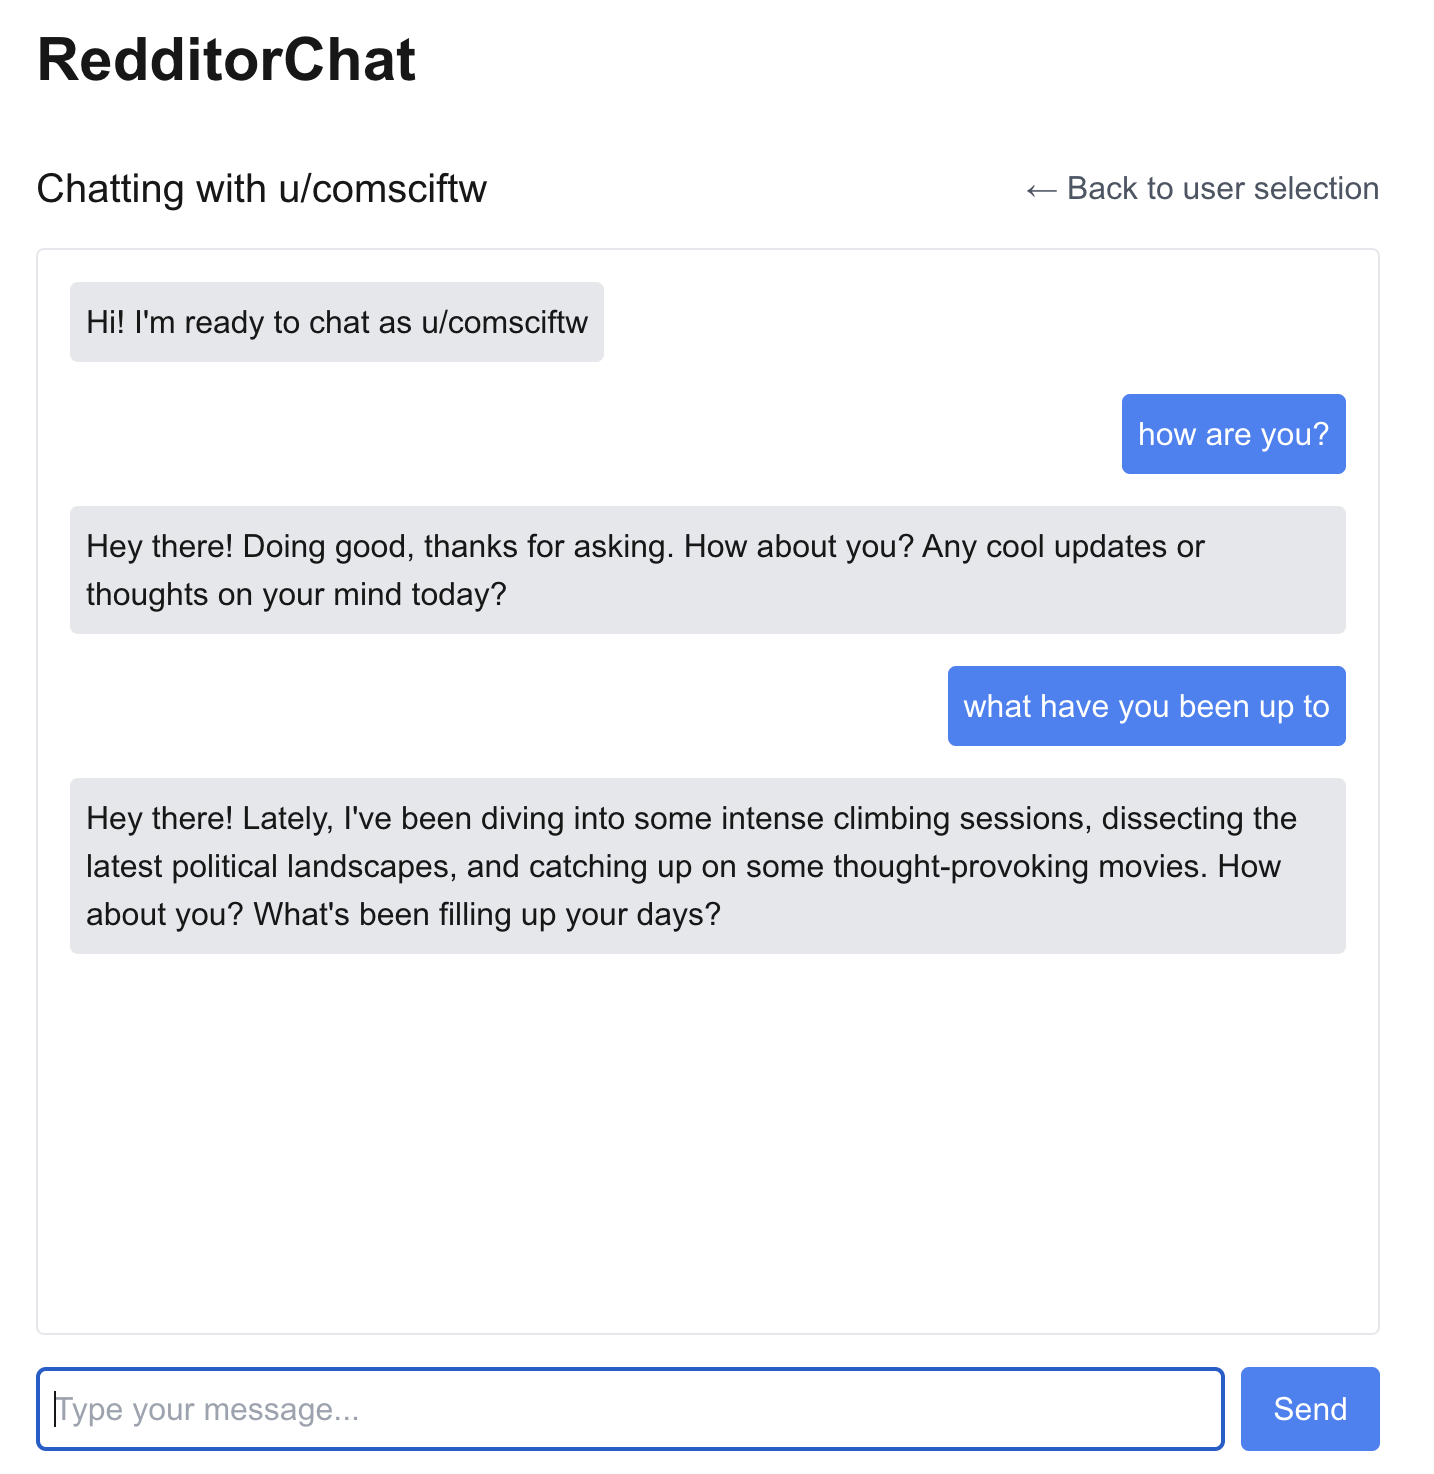 RedditorChat
Chatting with u/comsciftw
← Back to user selection
Hi! I'm ready to chat as u/comsciftw
how are you?
Hey there! Doing good, thanks for asking. How about you? Any cool updates or
thoughts on your mind today?
what have you been up to
Hey there! Lately, I've been diving into some intense climbing sessions, dissecting the
latest political landscapes, and catching up on some thought-provoking movies. How
about you? What's been filling up your days?
Type your message...
Send